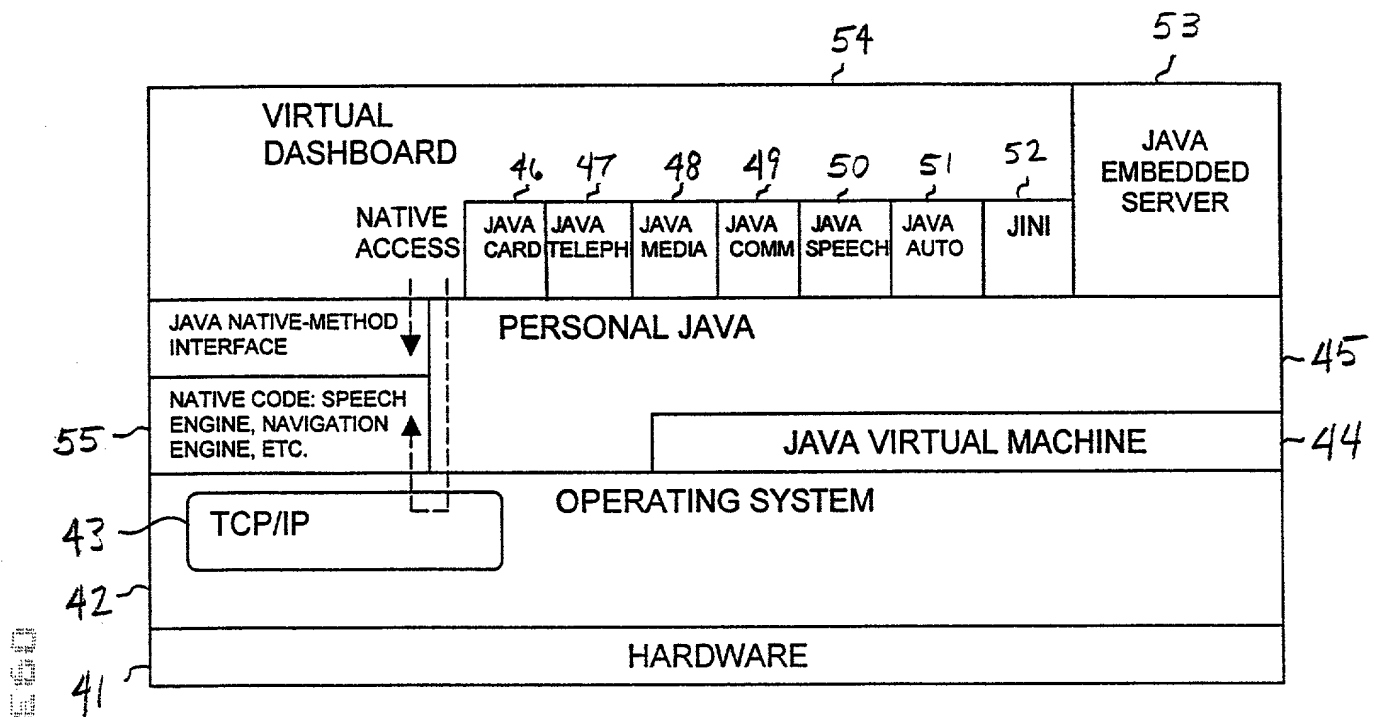 54
53
VIRTUAL
DASHBOARD
JAVA
EMBEDDED
SERVER
46
47
48
49
50
51
52
NATIVE
ACCESS
JAVA
CARD
JAVA
TELEPH
JAVA
MEDIA
JAVA
COMM
JAVA
SPEECH
JAVA
AUTO
JINI
JAVA NATIVE-METHOD
INTERFACE
PERSONAL JAVA
45
NATIVE CODE: SPEECH
ENGINE, NAVIGATION
ENGINE, ETC.
55
JAVA VIRTUAL MACHINE
44
OPERATING SYSTEM
TCP/IP
43
42
HARDWARE
41